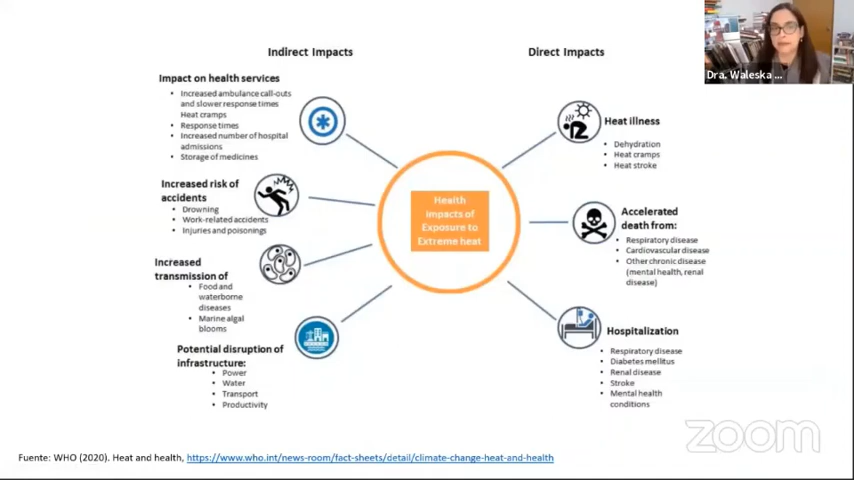 Indirect Impacts
Direct Impacts
Dra. Waleska ...
Impact on health services
• Increased ambulance call-outs
and slower response times
Heat cramps
• Response times
• Increased number of hospital
admissions
• Storage of medicines
Increased risk of
accidents
• Drowning
• Work-related accidents
• Injuries and poisonings
Increased
transmission of
• Food and
waterborne
diseases
• Marine algal
blooms
Potential disruption of
infrastructure:
• Power
• Water
• Transport
• Productivity
Health
Impacts of
Exposure to
Extreme heat
Heat illness
• Dehydration
• Heat cramps
• Heat stroke
Accelerated
death from:
• Respiratory disease
• Cardiovascular disease
• Other chronic disease
(mental health, renal
disease)
Hospitalization
• Respiratory disease
• Diabetes mellitus
• Renal disease
• Stroke
• Mental health
conditions
zoom
Fuente: WHO (2020). Heat and health, https://www.who.int/news-room/fact-sheets/detail/climate-change-heat-and-health